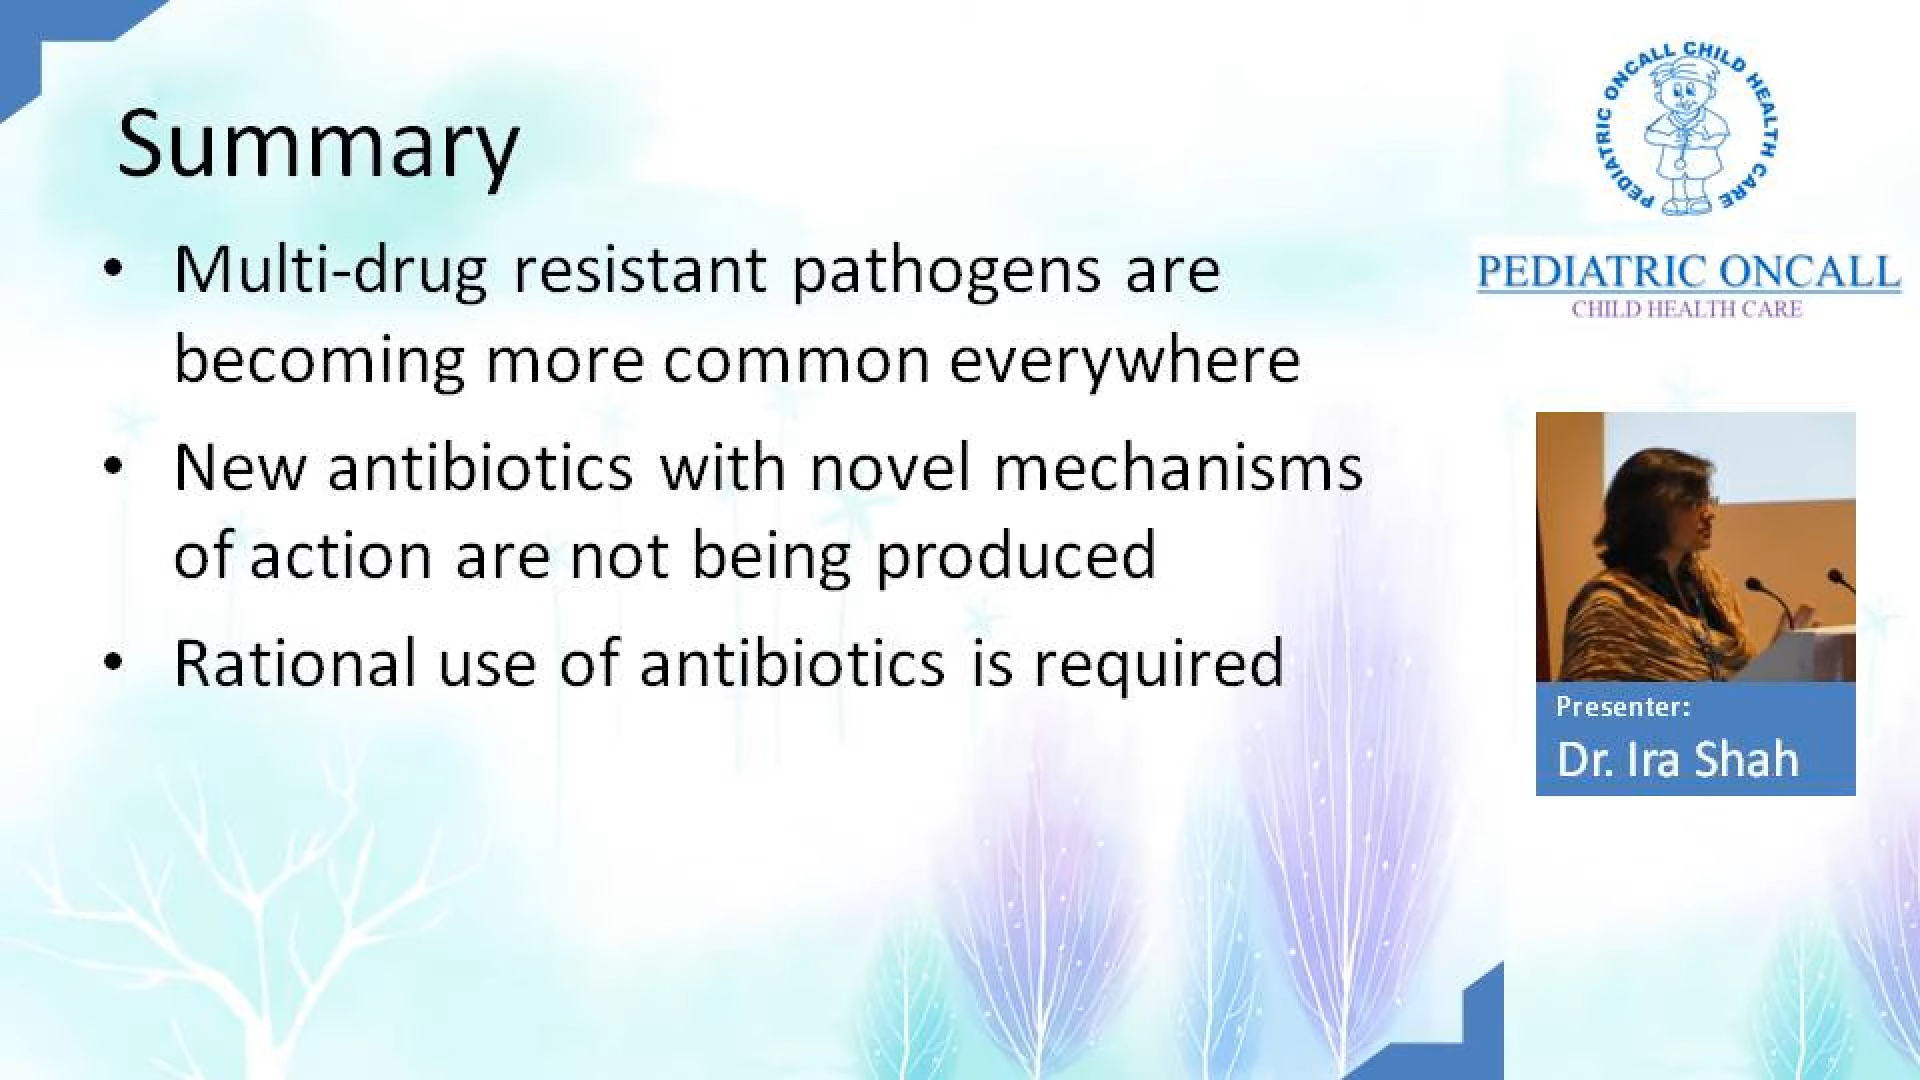 Summary
• Multi-drug resistant pathogens are
becoming more common everywhere
• New antibiotics with novel mechanisms
of action are not being produced
• Rational use of antibiotics is required
PEDIATRIC ONCALL CHILD HEALTH CARE
PEDIATRIC ONCALL
CHILD HEALTH CARE
Presenter:
Dr. Ira Shah